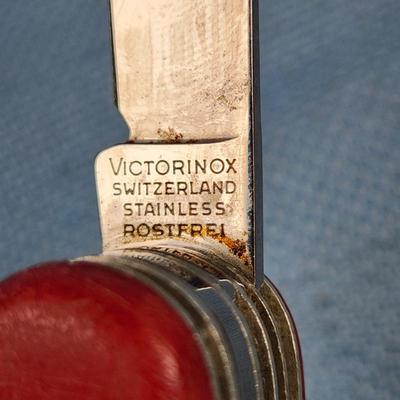 VICTORINOX
SWITZERLAND
STAINLESS
ROSTFREI